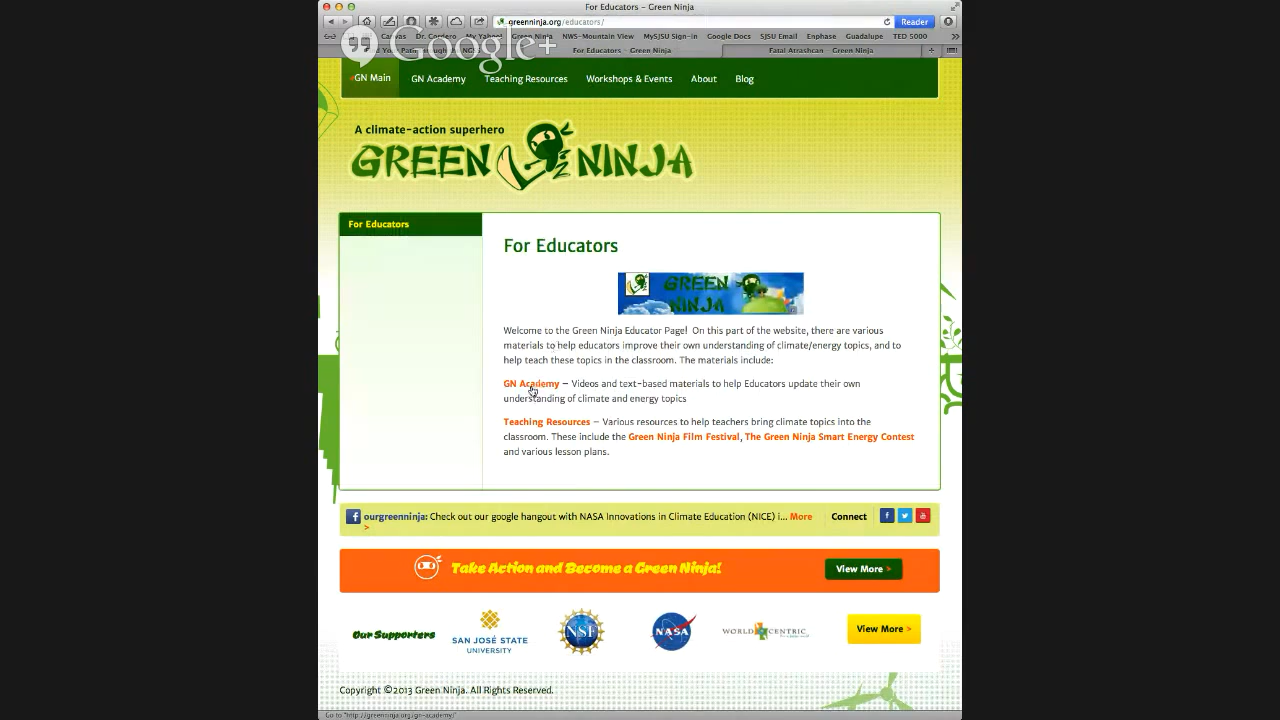 For Educators – Green Ninja
greenninja.org/educators/
Reader
Canvas Dr. Cordero My Google! Green Ninja NWS-Mountain View MySJSU Sign-in Google Docs SJSU Email Enphase Guadalupe TED 5000
Google+
For Educators – Green Ninja
Fatal Atrashcan – Green Ninja
GN Main GN Academy Teaching Resources Workshops & Events About Blog
A climate-action superhero
GREEN NINJA
For Educators
For Educators
GREEN
NINJA
Welcome to the Green Ninja Educator Page! On this part of the website, there are various
materials to help educators improve their own understanding of climate/energy topics, and to
help teach these topics in the classroom. The materials include:
GN Academy – Videos and text-based materials to help Educators update their own
understanding of climate and energy topics
Teaching Resources – Various resources to help teachers bring climate topics into the
classroom. These include the Green Ninja Film Festival, The Green Ninja Smart Energy Contest
and various lesson plans.
ourgreenninja: Check out our google hangout with NASA Innovations in Climate Education (NICE) i... More
>
Connect
Take Action and Become a Green Ninja!
View More >
Our Supporters
SAN JOSÉ STATE
UNIVERSITY
NSF
NASA
WORLD CENTRIC
View More >
Copyright ©2013 Green Ninja. All Rights Reserved.
Go to "http://greenninja.org/gn-academy/"